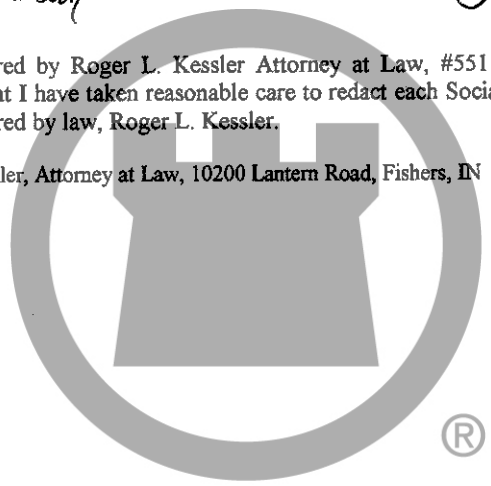 red by Roger L. Kessler Attorney at Law, #551
nt I have taken reasonable care to redact each Socia
red by law, Roger L. Kessler.
ler, Attorney at Law, 10200 Lantern Road, Fishers, IN
®